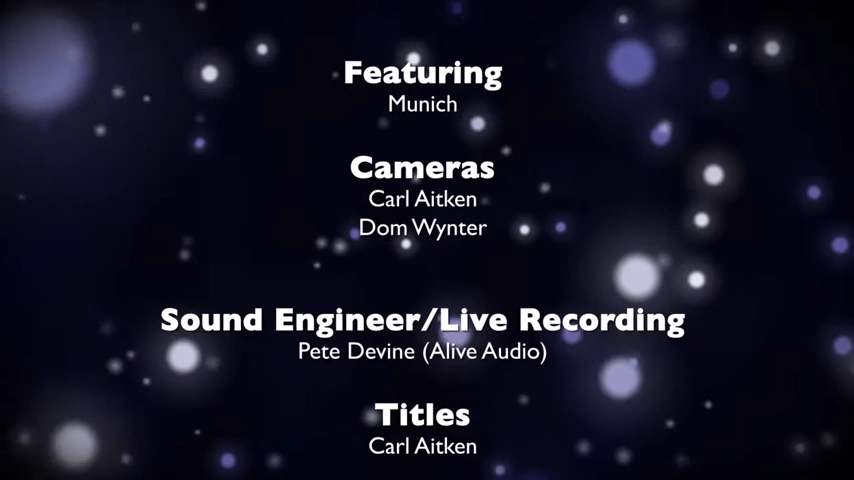 Featuring
Munich
Cameras
Carl Aitken
Dom Wynter
Sound Engineer/Live Recording
Pete Devine (Alive Audio)
Titles
Carl Aitken